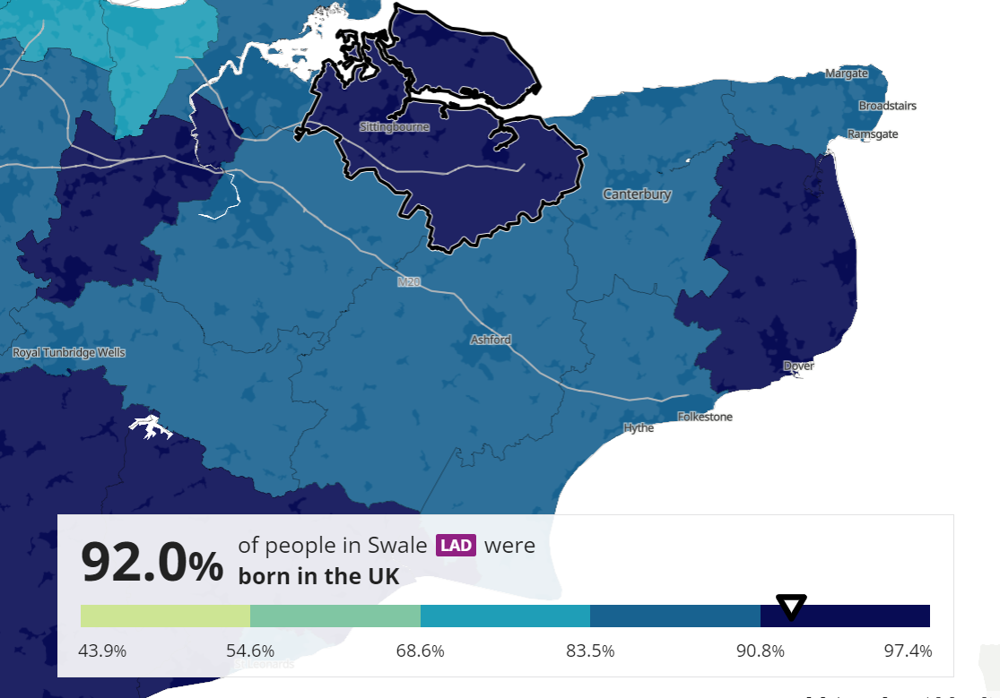 Margate
Broadstairs
Sittingbourne
Ramsgate
Canterbury
M20
Ashford
Royal Tunbridge Wells
Dover
Folkestone
Hythe
92.0% of people in Swale LAD were
born in the UK
43.9% 54.6% 68.6% 83.5% 90.8% 97.4%